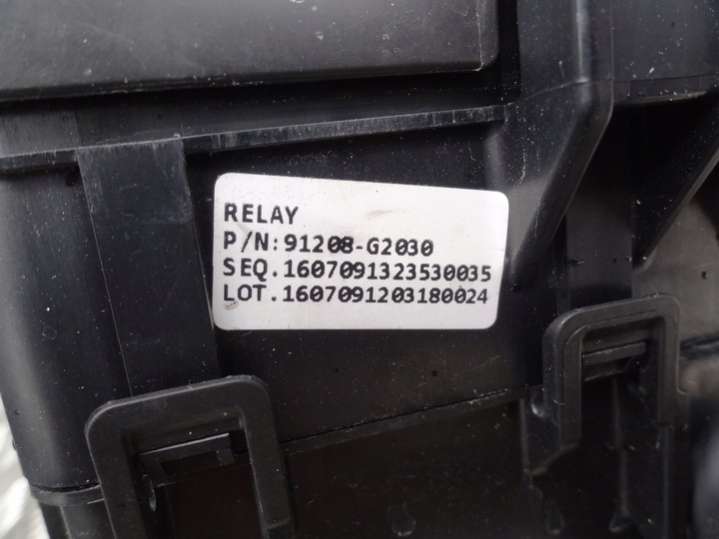 RELAY
P/N:91208-G2030
SEQ.1607091323530035
LOT.1607091203180024